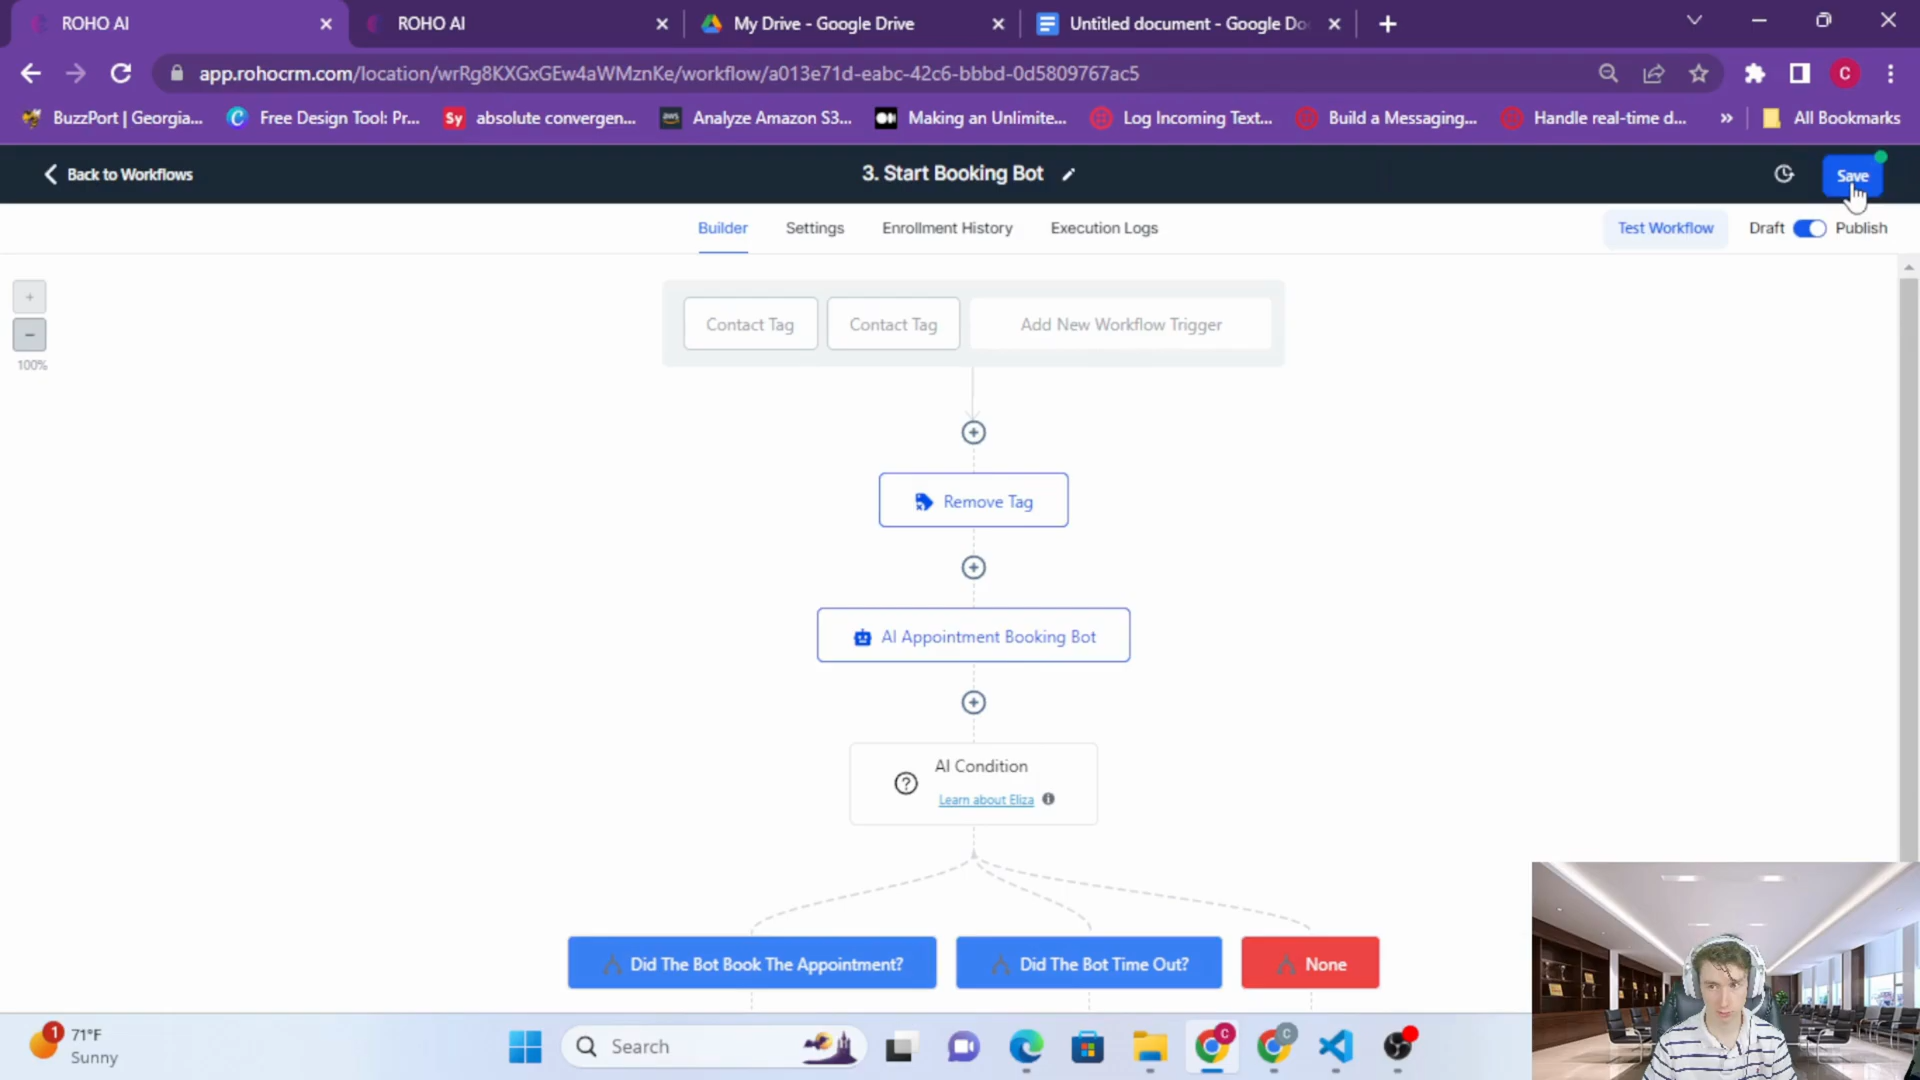 ROHO AI
ROHO AI
My Drive - Google Drive
Untitled document - Google Do
app.rohocrm.com/location/wrRg8KXGxGEw4aWMznKe/workflow/a013e71d-eabc-42c6-bbbd-0d5809767ac5
C
BuzzPort | Georgia...
Free Design Tool: Pr...
Sy absolute convergen...
Analyze Amazon S3...
Making an Unlimite...
Log Incoming Text...
Build a Messaging...
Handle real-time d...
»
All Bookmarks
Back to Workflows
3. Start Booking Bot
Save
Builder
Settings
Enrollment History
Execution Logs
Test Workflow
Draft
Publish
+
-
100%
Contact Tag
Contact Tag
Add New Workflow Trigger
Remove Tag
AI Appointment Booking Bot
AI Condition
Learn about Eliza
Did The Bot Book The Appointment?
Did The Bot Time Out?
None
1
71°F
Sunny
Search
C
C